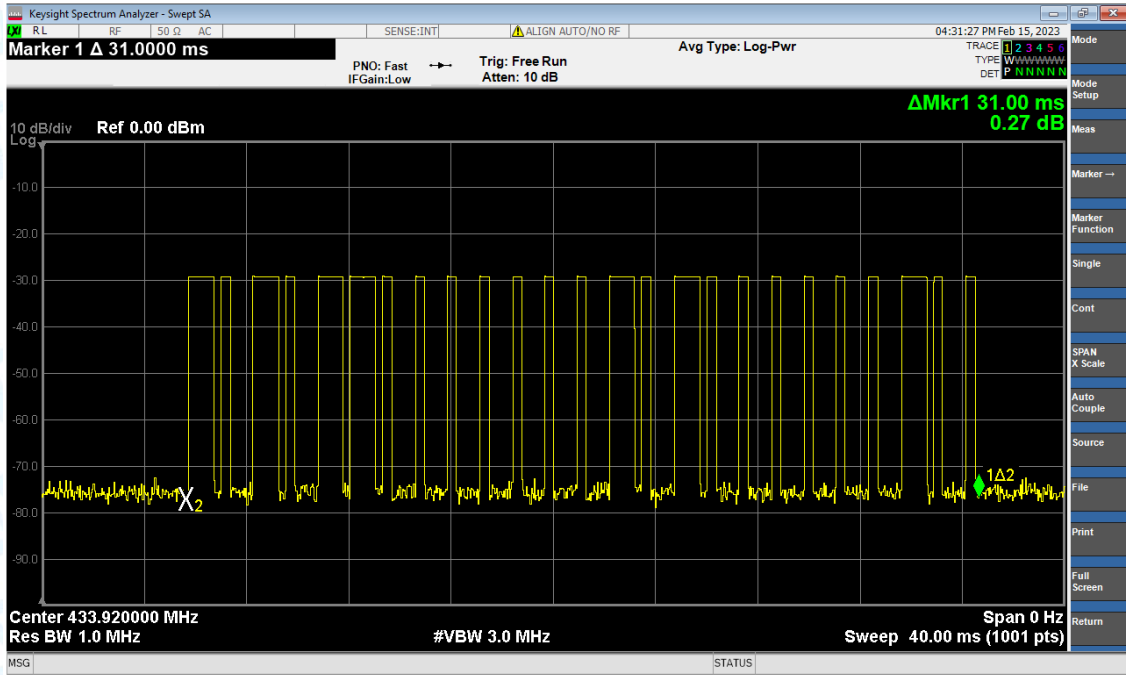 Keysight Spectrum Analyzer - Swept SA
LXI RL RF 50 Ω AC SENSE:INT ALIGN AUTO/NO RF 04:31:27 PM Feb 15, 2023
Marker 1 Δ 31.0000 ms
PNO: Fast
IFGain:Low
Trig: Free Run
Atten: 10 dB
Avg Type: Log-Pwr
TRACE 1 2 3 4 5 6
TYPE WWWWWW
DET P N N N N N
ΔMkr1 31.00 ms
0.27 dB
10 dB/div Ref 0.00 dBm
Log
-10.0
-20.0
-30.0
-40.0
-50.0
-60.0
-70.0
-80.0
-90.0
X2
1Δ2
Center 433.920000 MHz
Span 0 Hz
Res BW 1.0 MHz
#VBW 3.0 MHz
Sweep 40.00 ms (1001 pts)
MSG
STATUS
Mode
Mode
Setup
Meas
Marker →
Marker
Function
Single
Cont
SPAN
X Scale
Auto
Couple
Source
File
Print
Full
Screen
Return